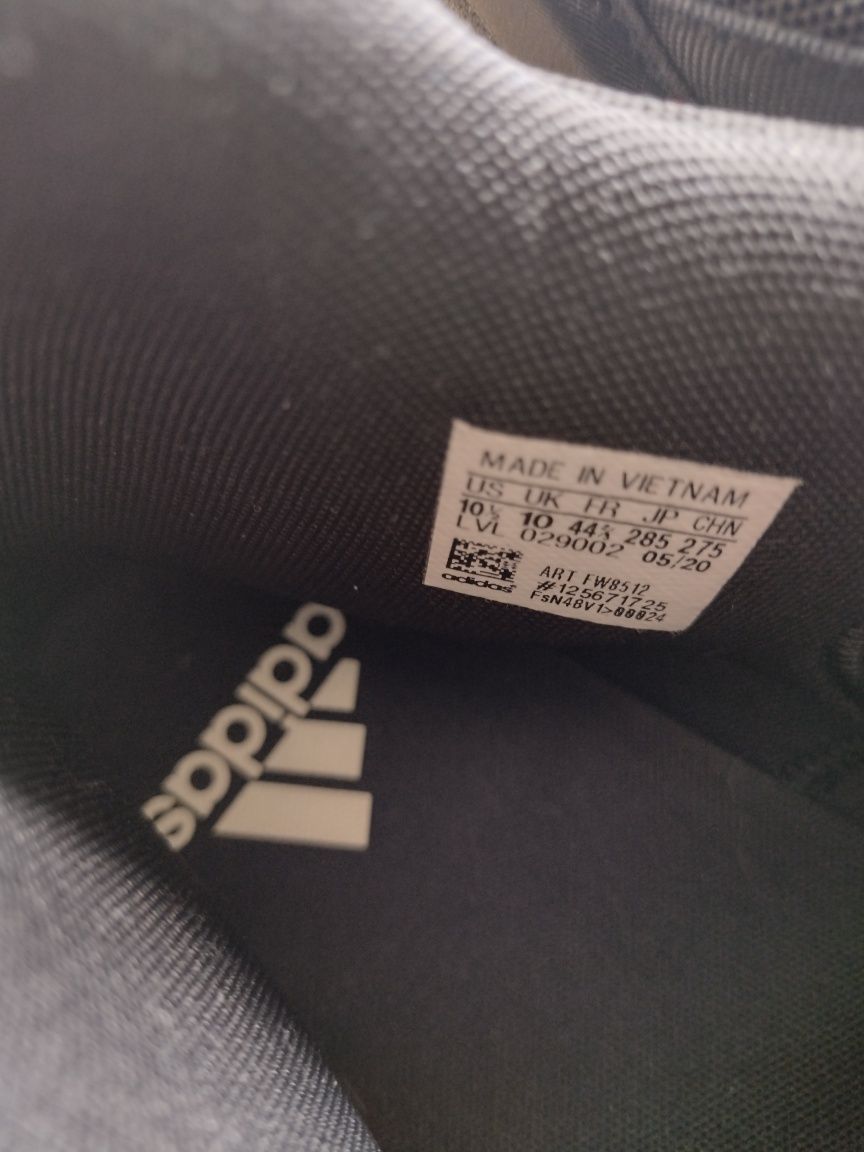 MADE IN VIETNAM
US UK FR JP CHN
10½ 10 44⅔ 285 275
LVL 029002 05/20
ART FW8512
#125671725
FsN48V1>00024
adidas
adidas